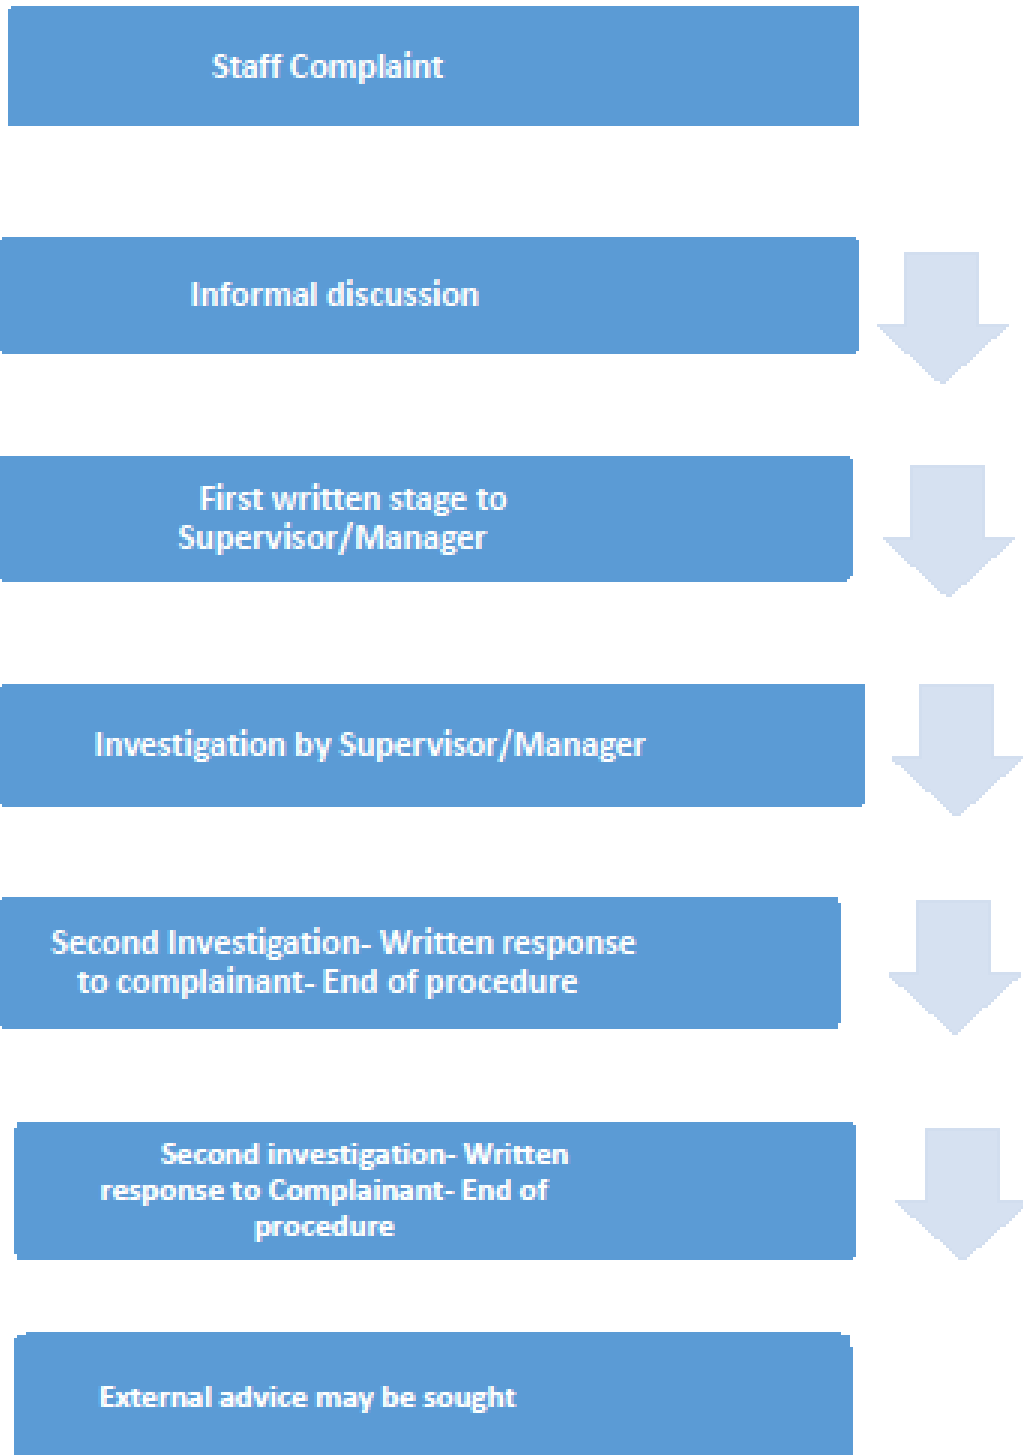 Staff Complaint
Informal discussion
First written stage to
Supervisor/Manager
Investigation by Supervisor/Manager
Second Investigation- Written response
to complainant- End of procedure
Second investigation- Written
response to Complainant- End of
procedure
External advice may be sought